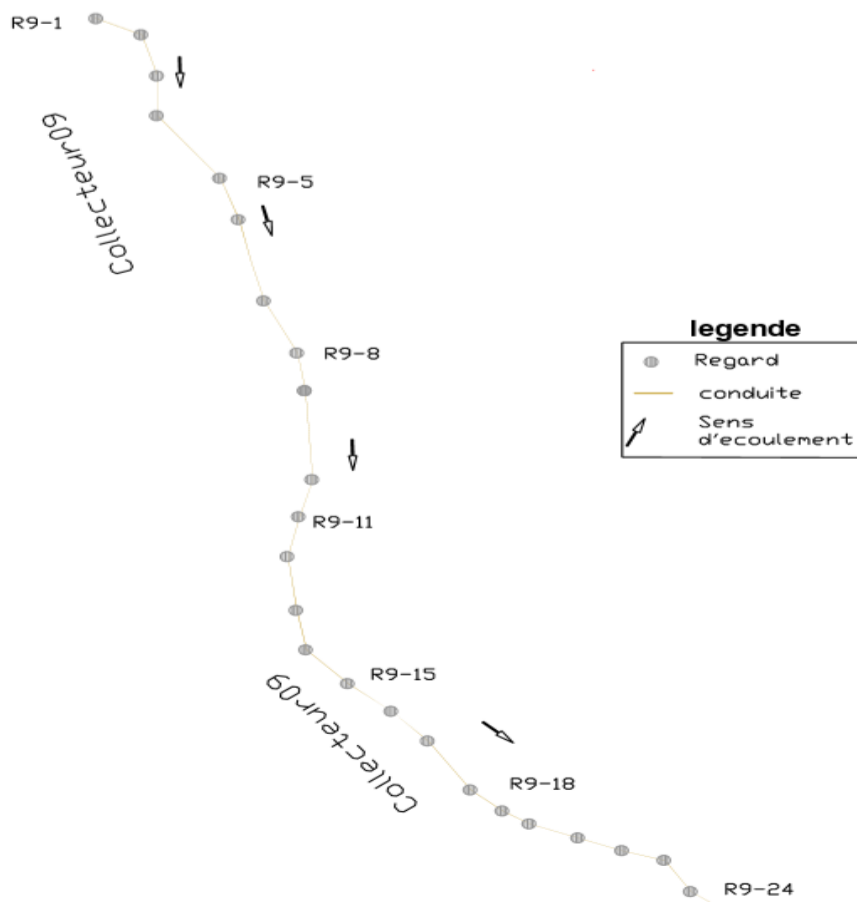 R9-1
Collecteur09
R9-5
R9-8
legende
Regard
conduite
Sens
d'ecoulement
R9-11
R9-15
Collecteur09
R9-18
R9-24